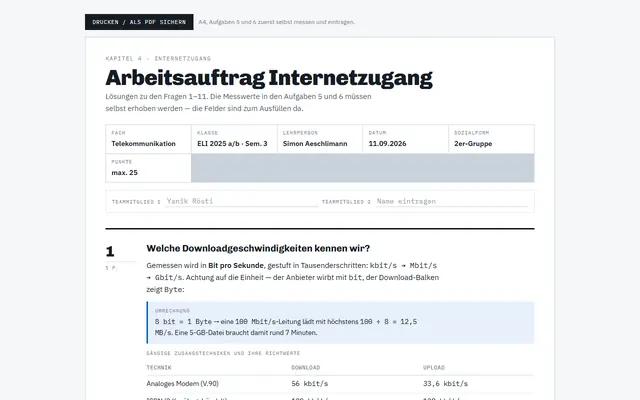 DRUCKEN / ALS PDF SICHERN
A4, Aufgaben 5 und 6 zuerst selbst messen und eintragen.
KAPITEL 4 · INTERNETZUGANG
Arbeitsauftrag Internetzugang
Lösungen zu den Fragen 1–11. Die Messwerte in den Aufgaben 5 und 6 müssen
selbst erhoben werden — die Felder sind zum Ausfüllen da.
FACH
Telekommunikation
KLASSE
ELI 2025 a/b · Sem. 3
LEHRPERSON
Simon Aeschlimann
DATUM
11.09.2026
SOZIALFORM
2er-Gruppe
PUNKTE
max. 25
TEAMMITGLIED 1 Yanik Rösti
TEAMMITGLIED 2 Name eintragen
1
Welche Downloadgeschwindigkeiten kennen wir?
Gemessen wird in Bit pro Sekunde, gestuft in Tausenderschritten: kbit/s → Mbit/s
→ Gbit/s. Achtung auf die Einheit — der Anbieter wirbt mit bit, der Download-Balken
zeigt Byte:
UMRECHNUNG
8 bit = 1 Byte → eine 100 Mbit/s-Leitung lädt mit höchstens 100 ÷ 8 = 12,5
MB/s. Eine 5-GB-Datei braucht damit rund 7 Minuten.
GÄNGIGE ZUGANGSTECHNIKEN UND IHRE RICHTWERTE
TECHNIK DOWNLOAD UPLOAD
Analoges Modem (V.90) 56 kbit/s 33,6 kbit/s